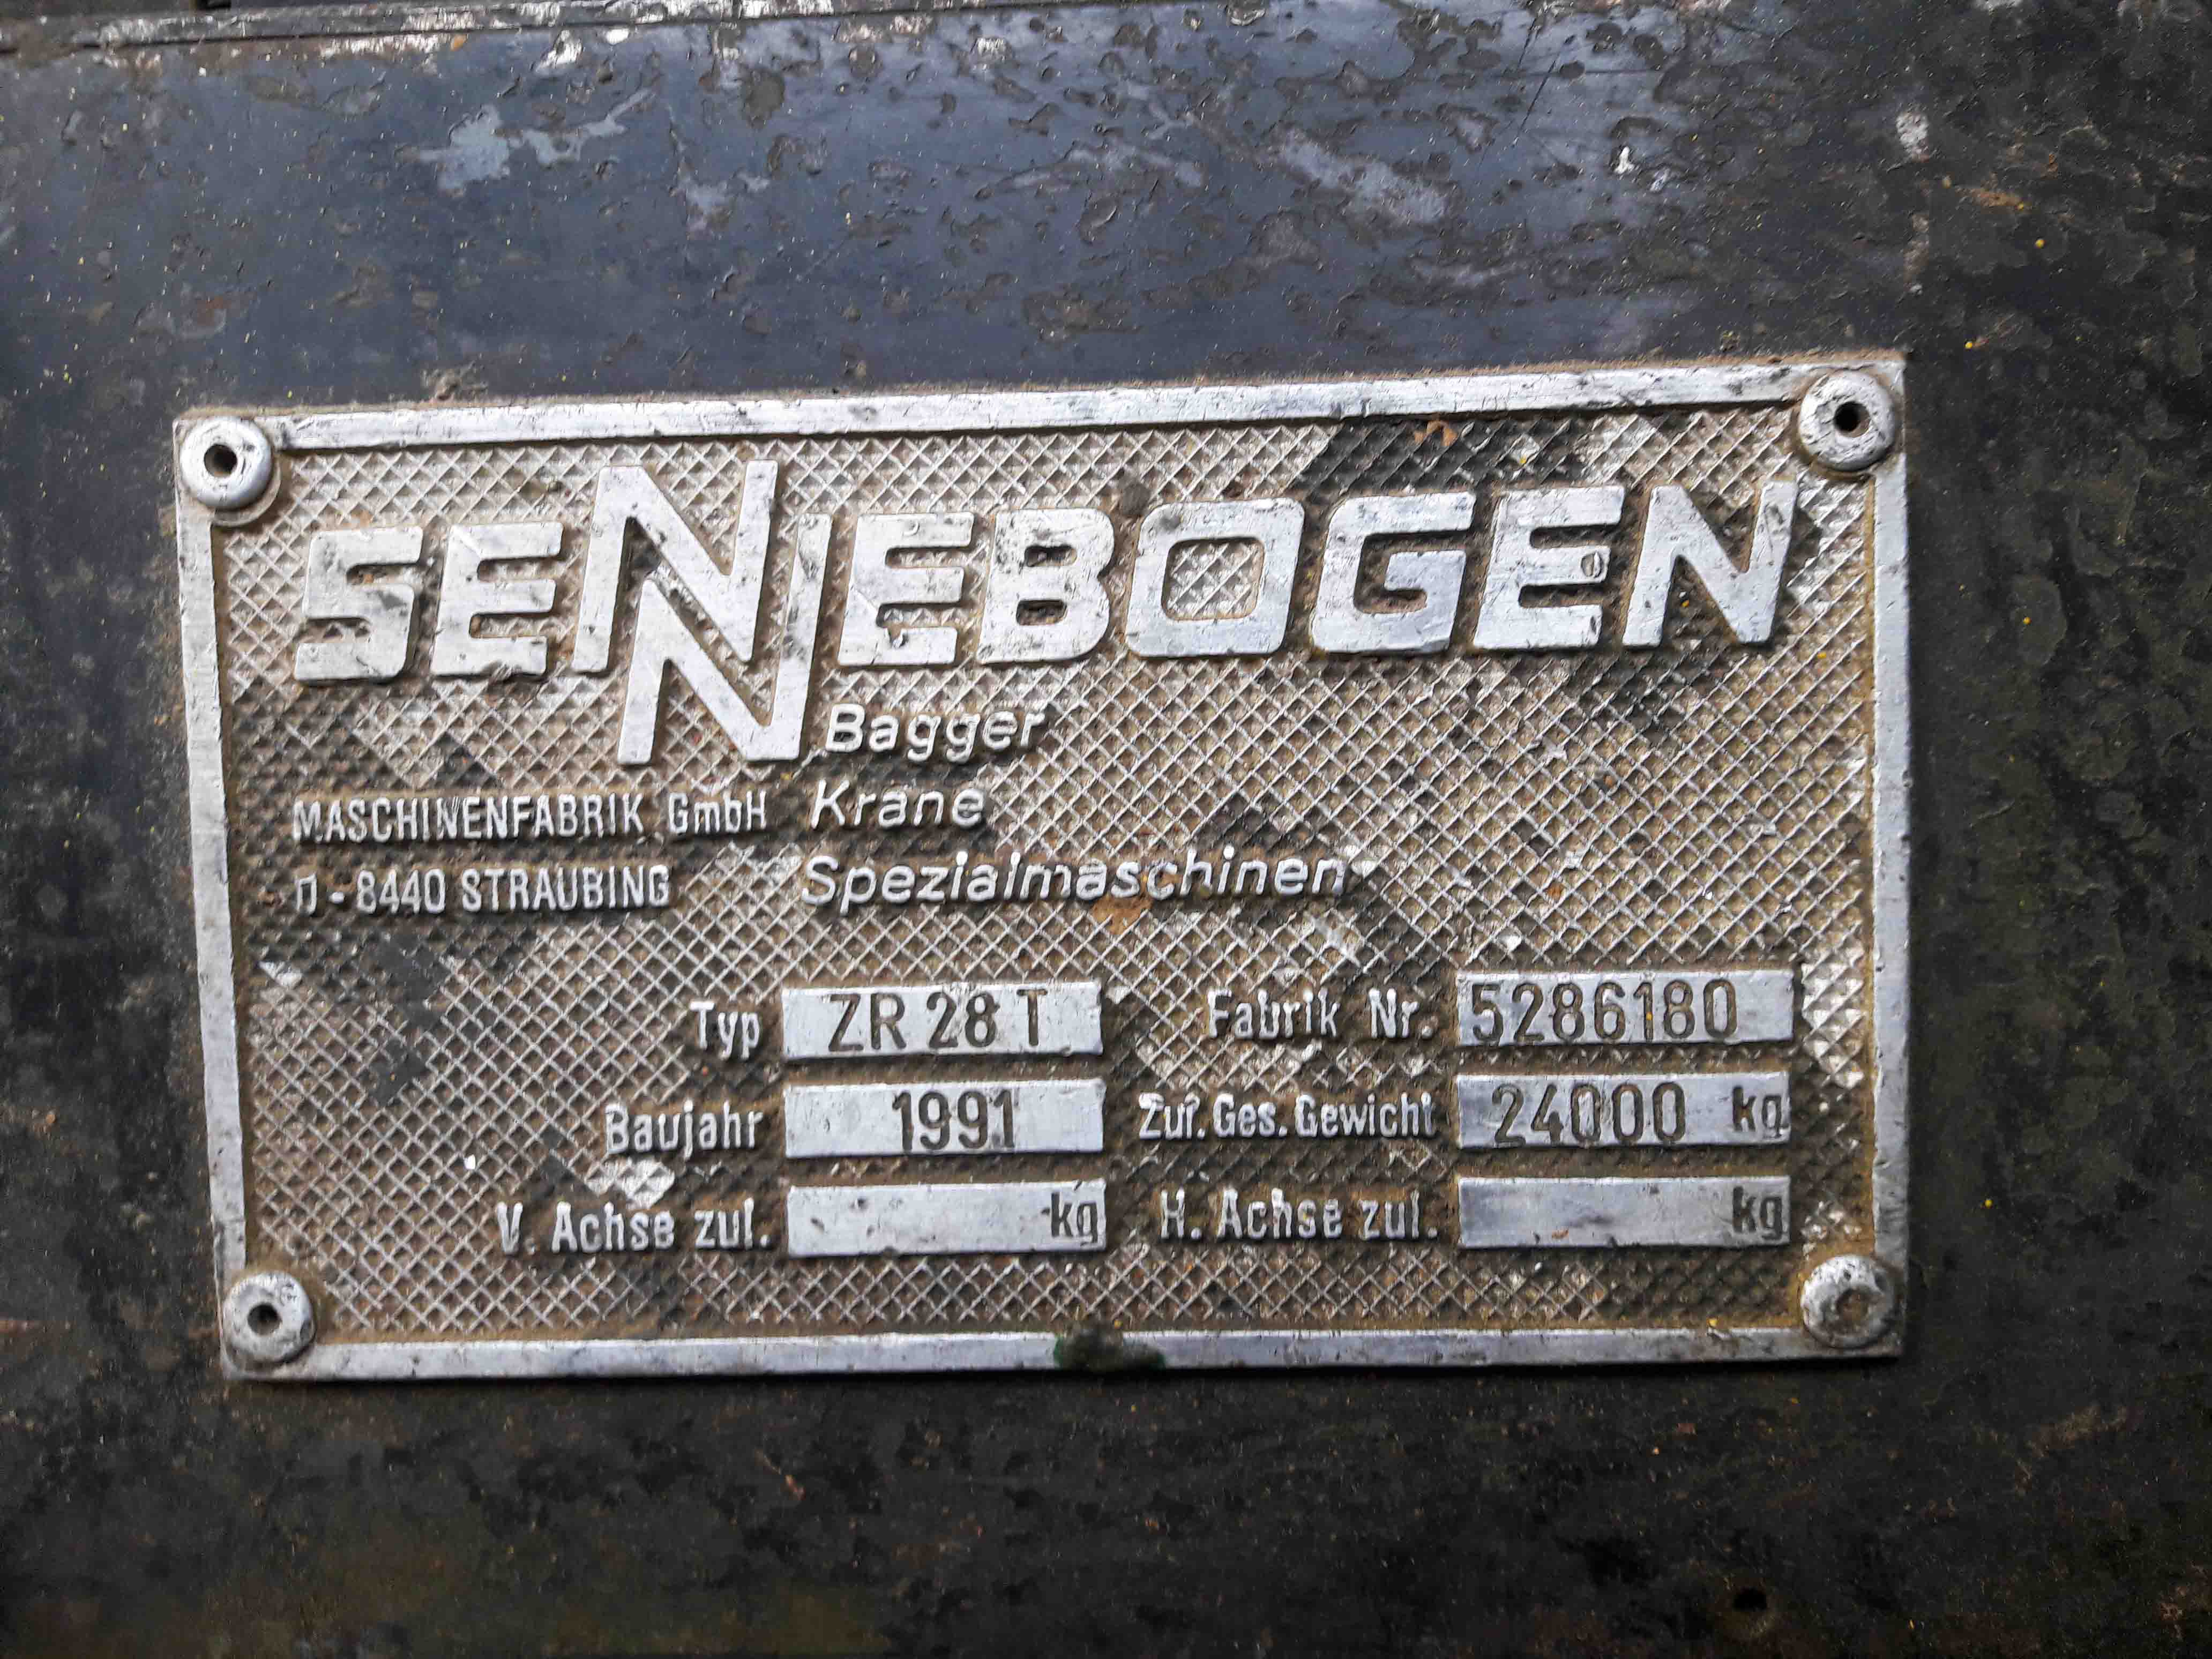 SENNEBOGEN
Bagger
MASCHINENFABRIK GmbH Krane
D-8440 STRAUBING Spezialmaschinen
Typ ZR 28 T Fabrik Nr. 5286180
Baujahr 1991 Zul. Ges. Gewicht 24000 kg
V. Achse zul. kg H. Achse zul. kg